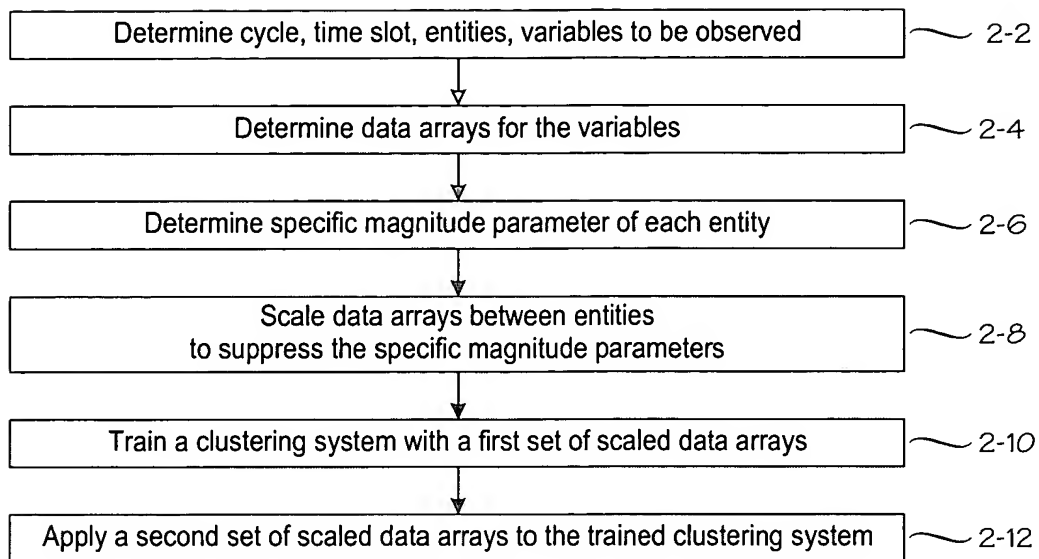 Determine cycle, time slot, entities, variables to be observed 2-2
Determine data arrays for the variables 2-4
Determine specific magnitude parameter of each entity 2-6
Scale data arrays between entities
to suppress the specific magnitude parameters 2-8
Train a clustering system with a first set of scaled data arrays 2-10
Apply a second set of scaled data arrays to the trained clustering system 2-12